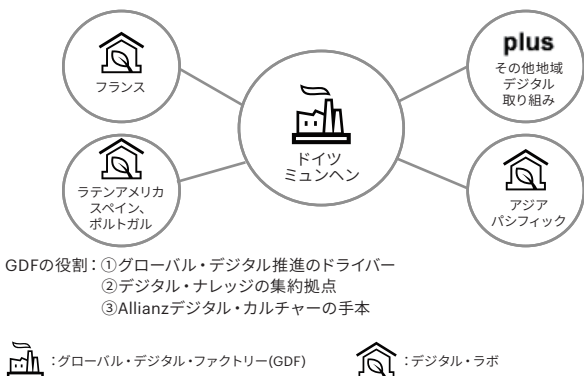 フランス
plus
その他地域
デジタル
取り組み
ドイツ
ミュンヘン
ラテンアメリカ
スペイン、
ポルトガル
アジア
パシフィック
GDFの役割：①グローバル・デジタル推進のドライバー
②デジタル・ナレッジの集約拠点
③Allianzデジタル・カルチャーの手本
：グローバル・デジタル・ファクトリー(GDF)
：デジタル・ラボ